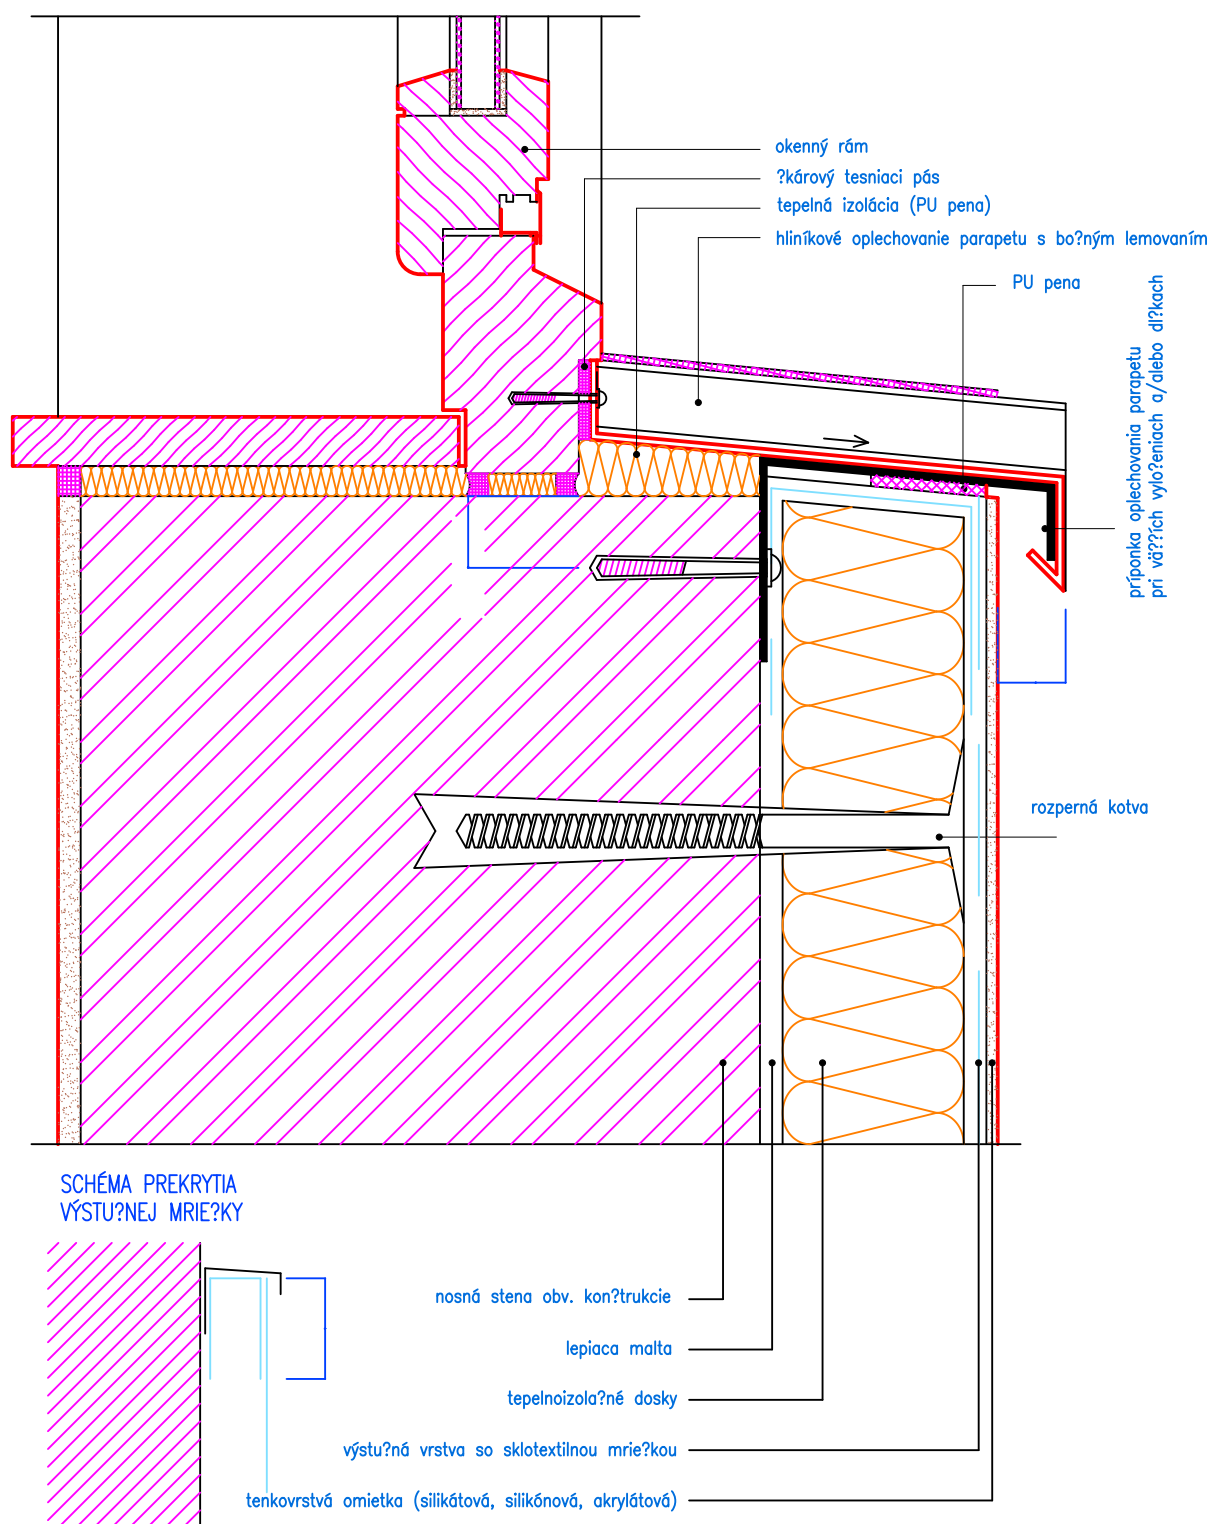 okenný rám
?kárový tesniaci pás
tepelná izolácia (PU pena)
hliníkové oplechovanie parapetu s bo?ným lemovaním
PU pena
príponka oplechovania parapetu
pri vä??ích vylo?eniach a/alebo dĺ?kach
rozperná kotva
SCHÉMA PREKRYTIA
VÝSTU?NEJ MRIE?KY
nosná stena obv. kon?trukcie
lepiaca malta
tepelnoizola?né dosky
výstu?ná vrstva so sklotextilnou mrie?kou
tenkovrstvá omietka (silikátová, silikónová, akrylátová)